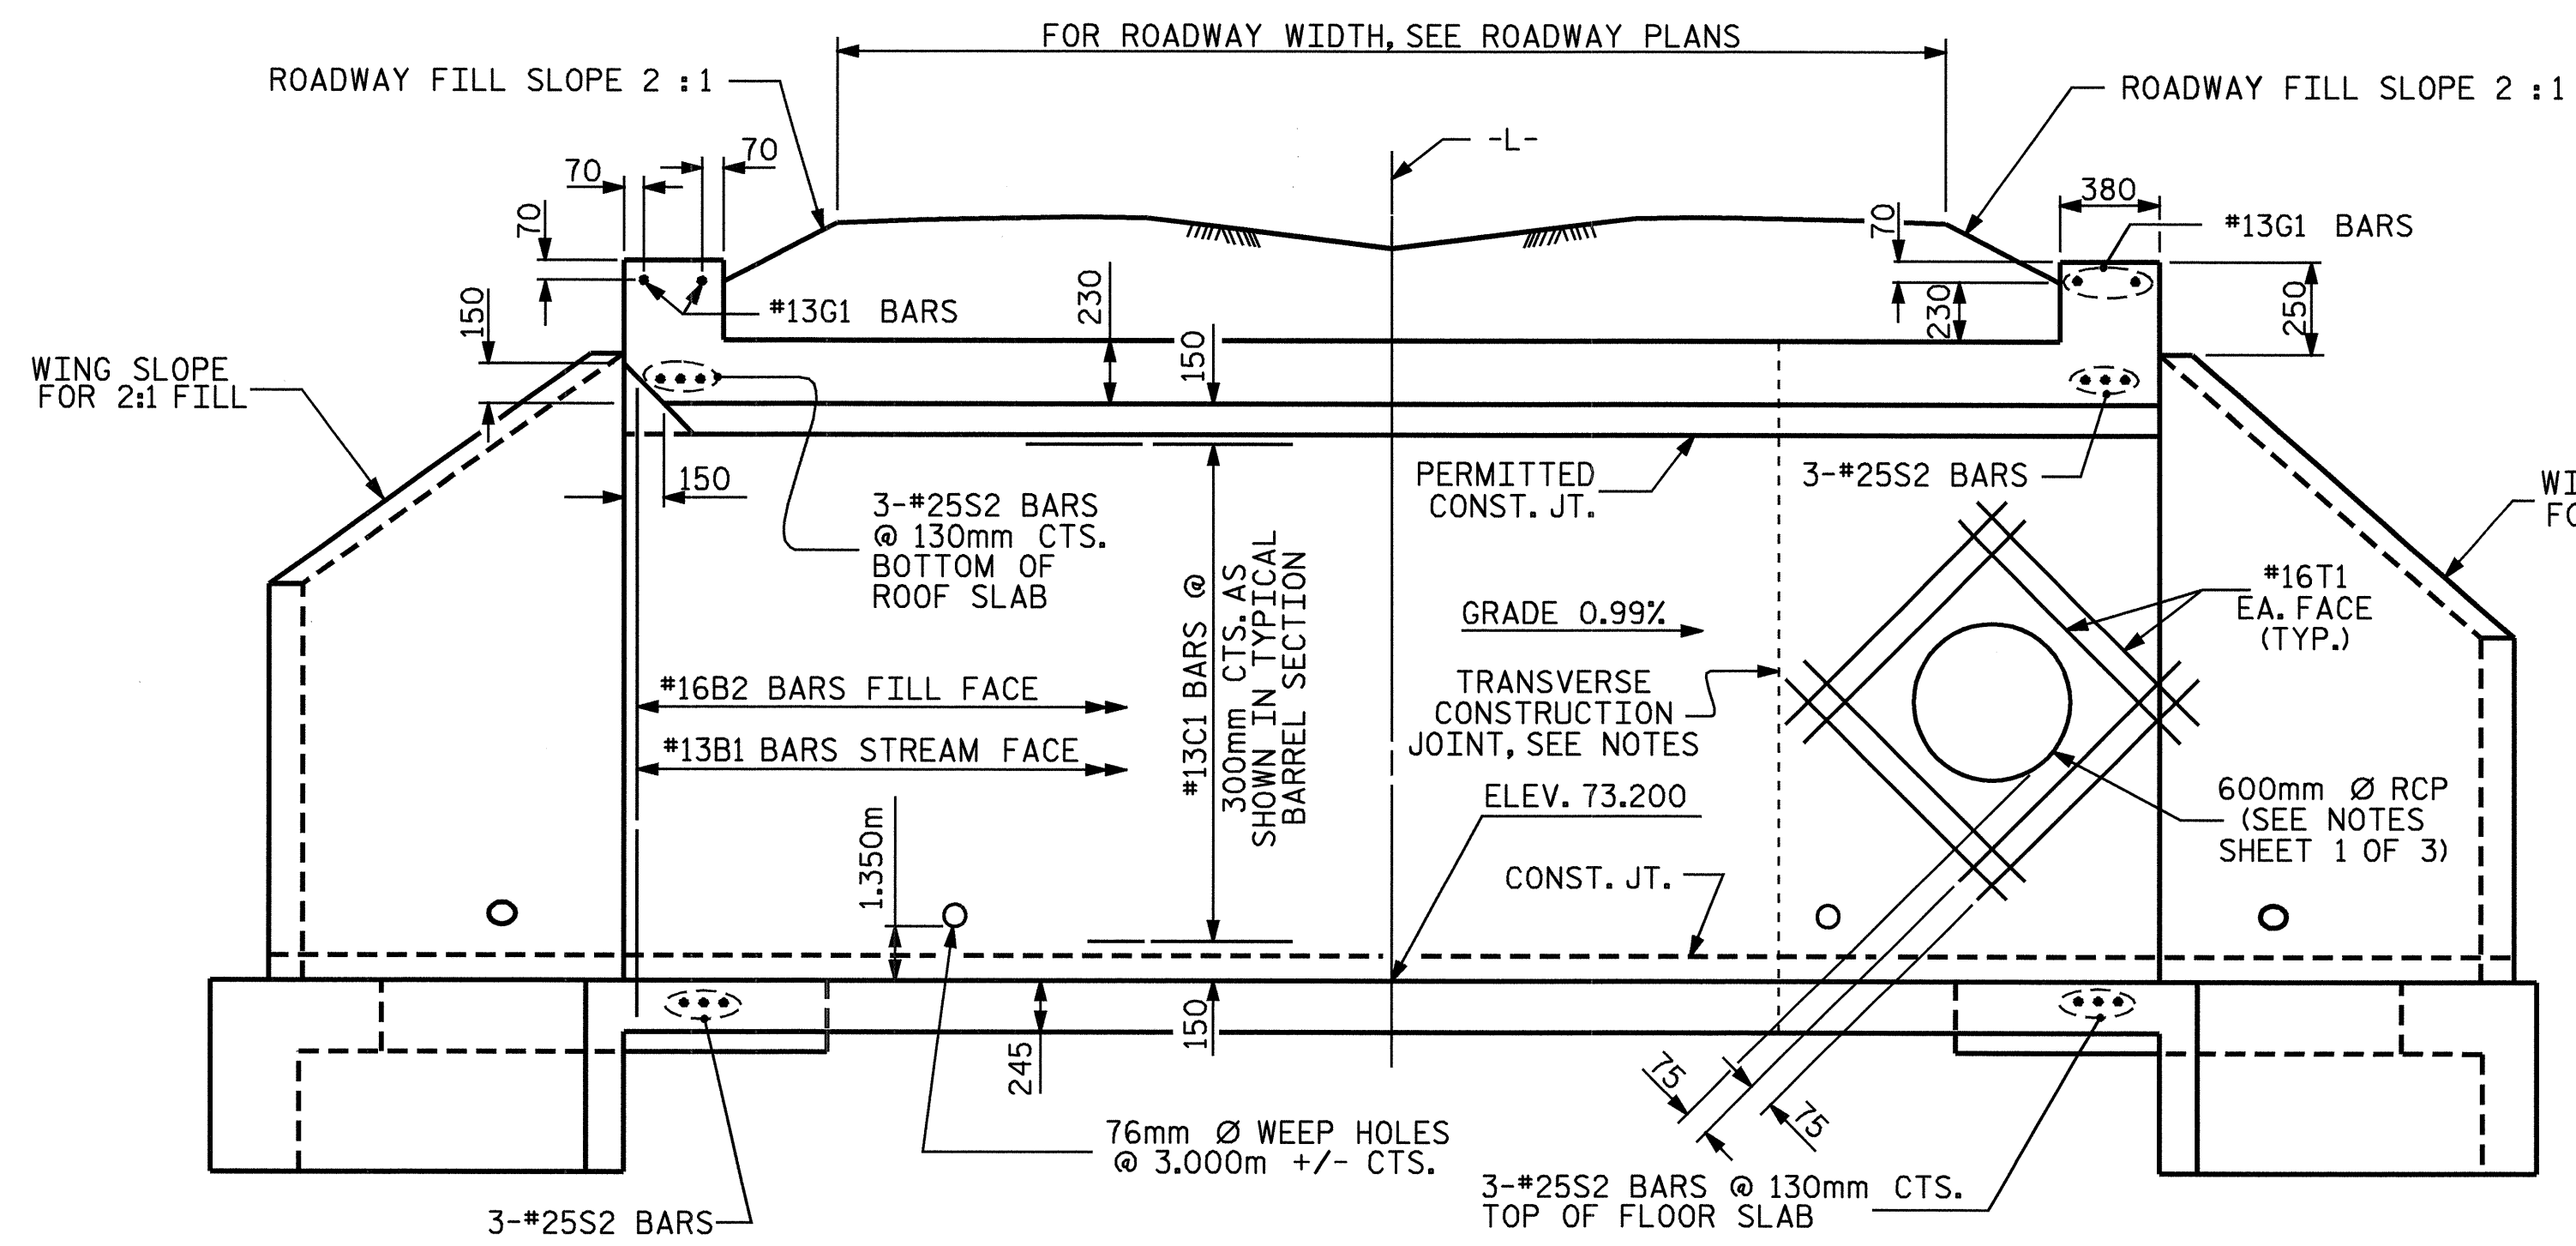 FOR ROADWAY WIDTH, SEE ROADWAY PLANS
ROADWAY FILL SLOPE 2 : 1
ROADWAY FILL SLOPE 2 : 1
-L-
70
70
70
380
70
#13G1 BARS
#13G1 BARS
150
230
150
230
250
WING SLOPE
FOR 2:1 FILL
150
3-#25S2 BARS
@ 130mm CTS.
BOTTOM OF
ROOF SLAB
PERMITTED
CONST. JT.
3-#25S2 BARS
WI
FO
#13C1 BARS @
300mm CTS. AS
SHOWN IN TYPICAL
BARREL SECTION
GRADE 0.99%
#16T1
EA. FACE
(TYP.)
#16B2 BARS FILL FACE
#13B1 BARS STREAM FACE
TRANSVERSE
CONSTRUCTION
JOINT, SEE NOTES
ELEV. 73.200
600mm Ø RCP
(SEE NOTES
SHEET 1 OF 3)
1.350m
CONST. JT.
245
150
75
75
76mm Ø WEEP HOLES
@ 3.000m +/- CTS.
3-#25S2 BARS @ 130mm CTS.
TOP OF FLOOR SLAB
3-#25S2 BARS